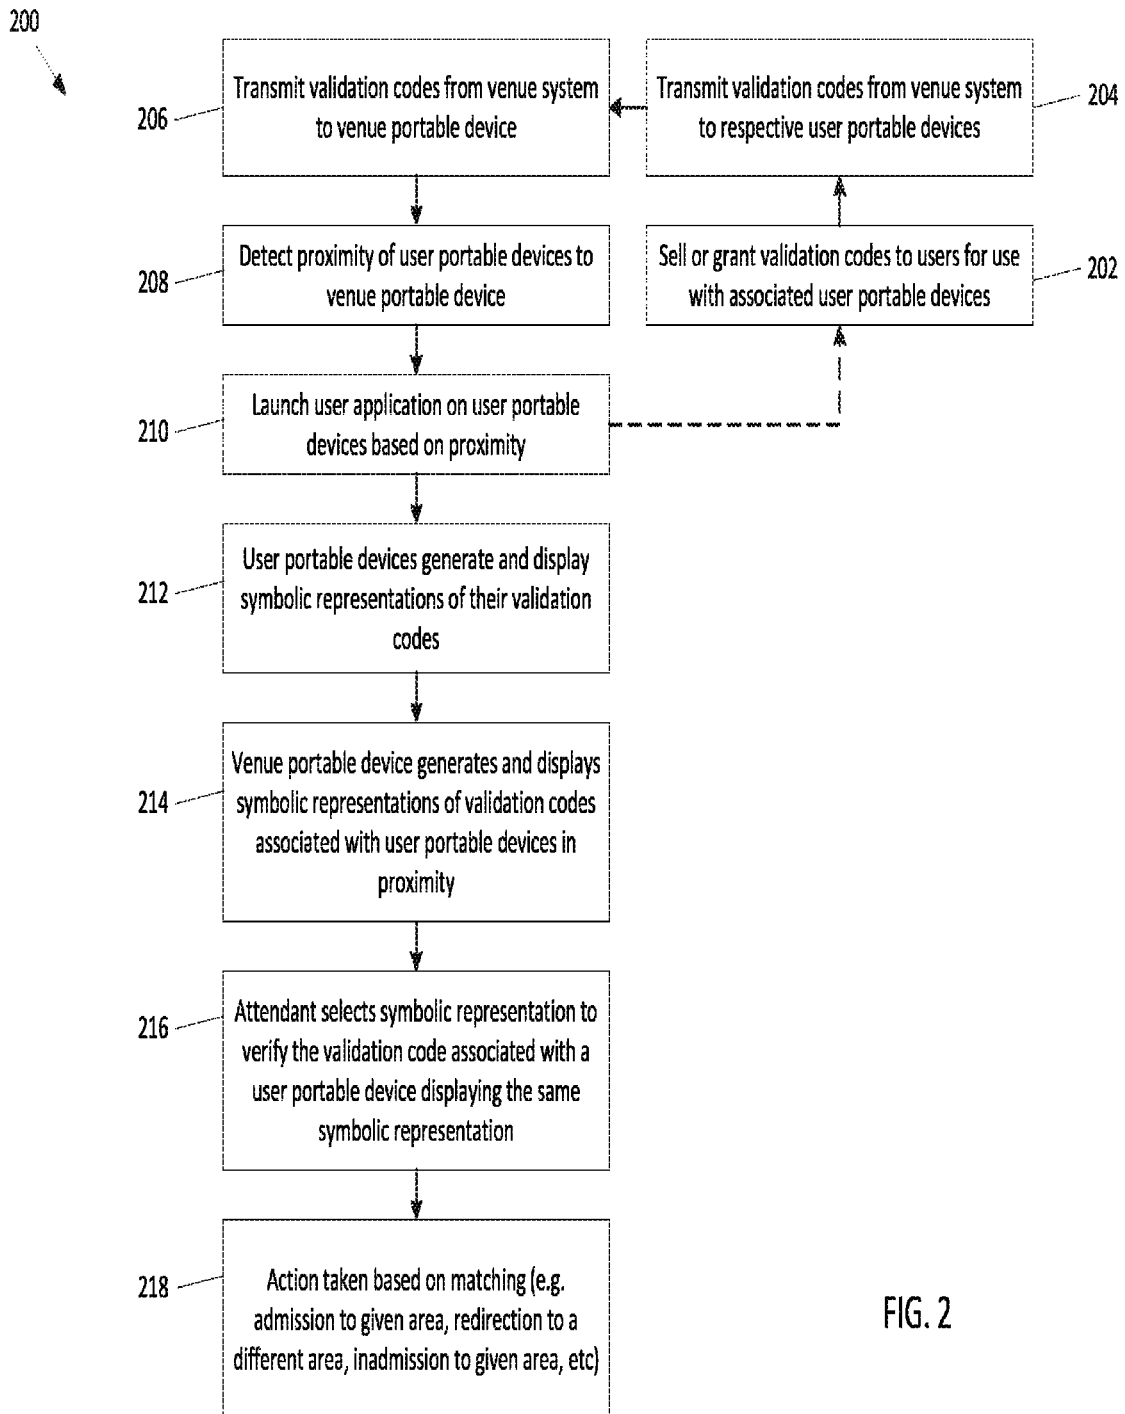 200
Transmit validation codes from venue system
to venue portable device
206
Transmit validation codes from venue system
to respective user portable devices
204
Detect proximity of user portable devices to
venue portable device
208
Sell or grant validation codes to users for use
with associated user portable devices
202
Launch user application on user portable
devices based on proximity
210
User portable devices generate and display
symbolic representations of their validation
codes
212
Venue portable device generates and displays
symbolic representations of validation codes
associated with user portable devices in
proximity
214
Attendant selects symbolic representation to
verify the validation code associated with a
user portable device displaying the same
symbolic representation
216
Action taken based on matching (e.g.
admission to given area, redirection to a
different area, inadmission to given area, etc)
218
FIG. 2